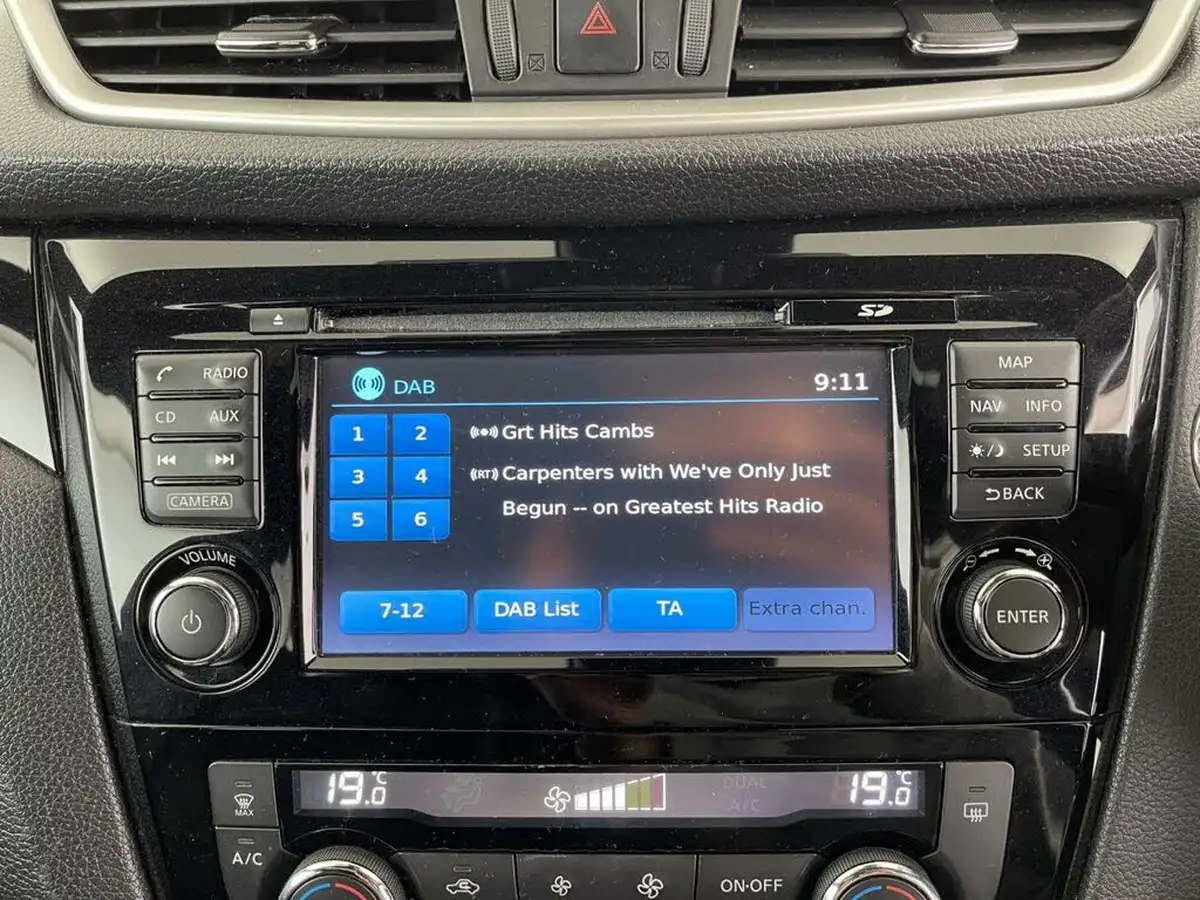 SD
RADIO
CD AUX
CAMERA
VOLUME
DAB
9:11
1 2
3 4
5 6
Grt Hits Cambs
(RT) Carpenters with We've Only Just
Begun -- on Greatest Hits Radio
7-12 DAB List TA Extra chan.
MAP
NAV INFO
SETUP
BACK
ENTER
19.0°C
DUAL
A/C
19.0°C
MAX
A/C
ON·OFF